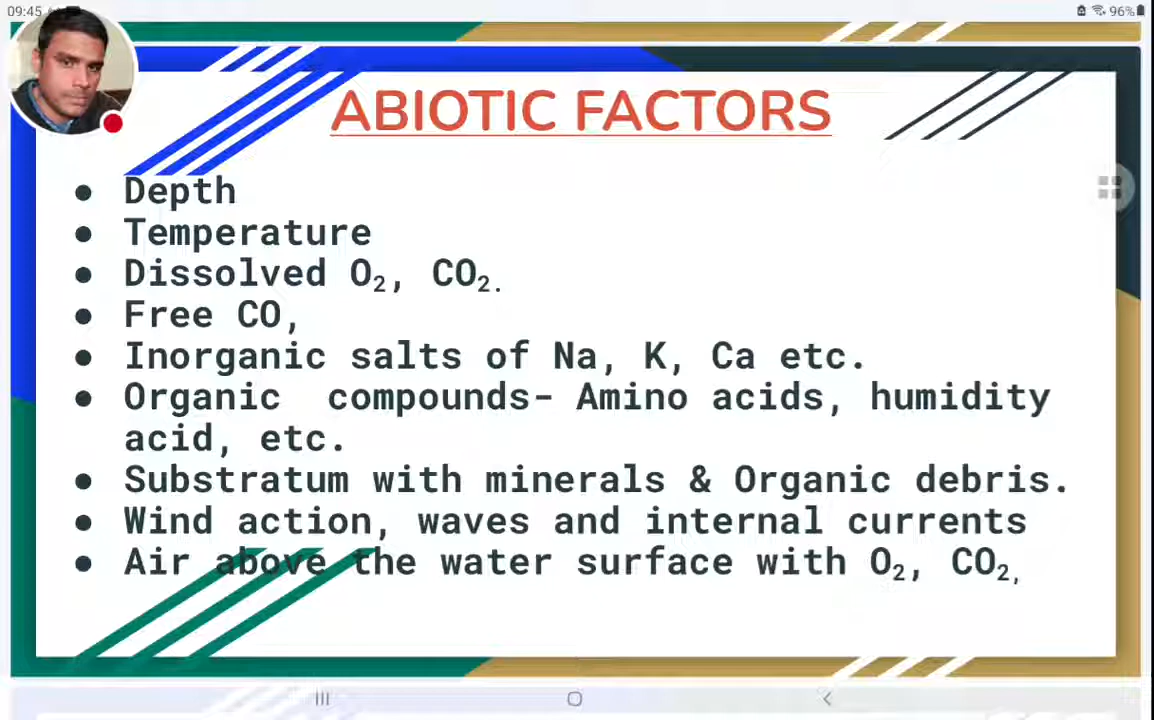 09:45
96%
ABIOTIC FACTORS
● Depth
● Temperature
● Dissolved O₂, CO₂.
● Free CO,
● Inorganic salts of Na, K, Ca etc.
● Organic compounds- Amino acids, humidity
acid, etc.
● Substratum with minerals & Organic debris.
● Wind action, waves and internal currents
● Air above the water surface with O₂, CO₂,